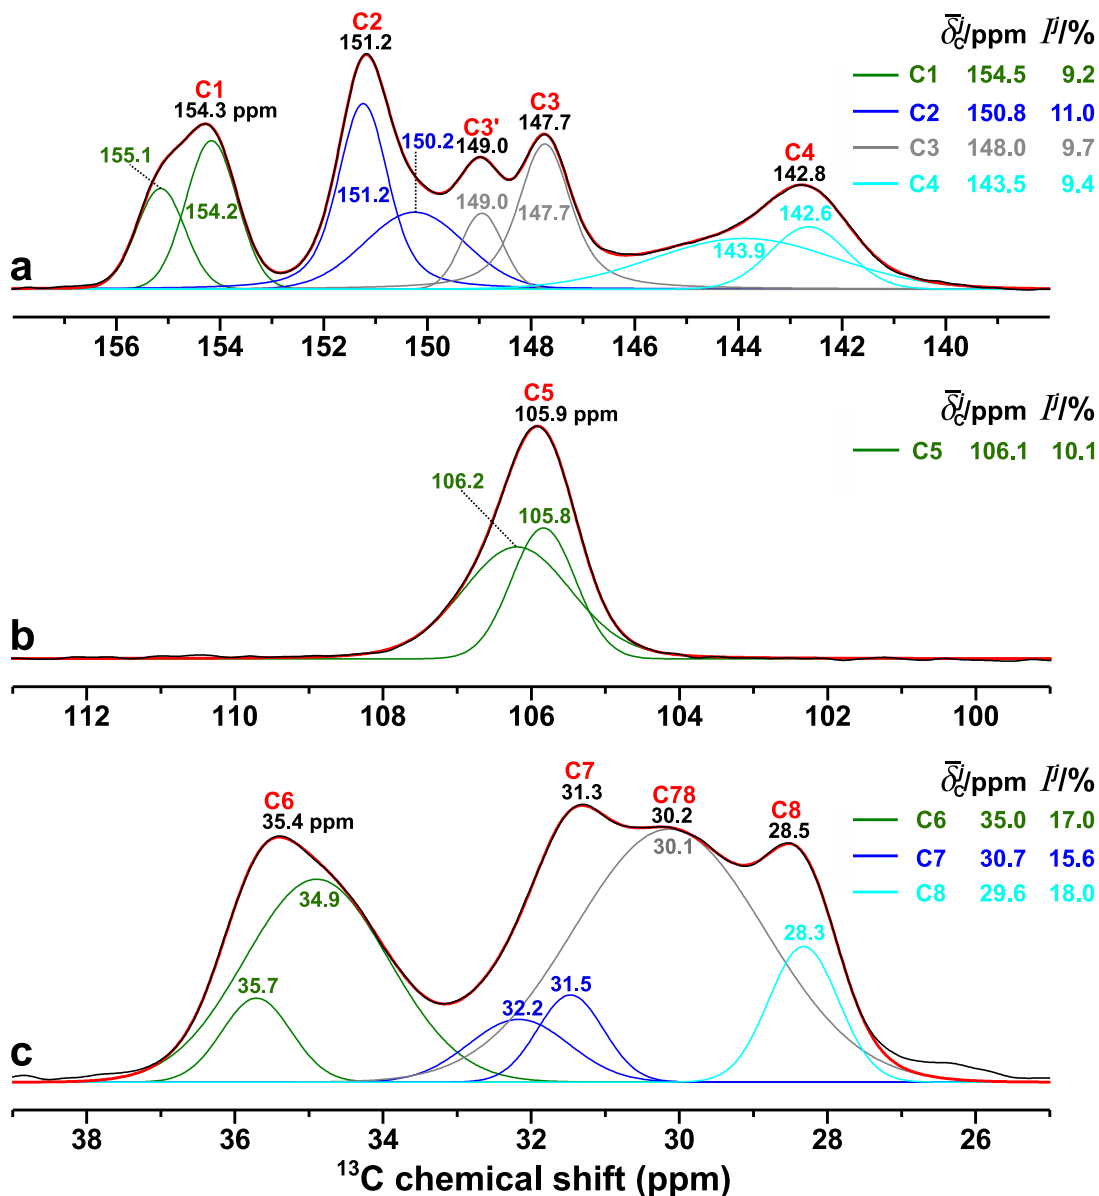 C1
154.3 ppm
155.1
154.2
C2
151.2
151.2
150.2
C3'
149.0
149.0
C3
147.7
147.7
C4
142.8
142.6
143.9
δ̄ʲC/ppm Iʲ/%
C1 154.5 9.2
C2 150.8 11.0
C3 148.0 9.7
C4 143.5 9.4
a
156 154 152 150 148 146 144 142 140
C5
105.9 ppm
106.2
105.8
δ̄ʲC/ppm Iʲ/%
C5 106.1 10.1
b
112 110 108 106 104 102 100
C6
35.4 ppm
34.9
35.7
C7
31.3
C78
30.2
30.1
C8
28.5
28.3
31.5
32.2
δ̄ʲC/ppm Iʲ/%
C6 35.0 17.0
C7 30.7 15.6
C8 29.6 18.0
c
38 36 34 32 30 28 26
¹³C chemical shift (ppm)